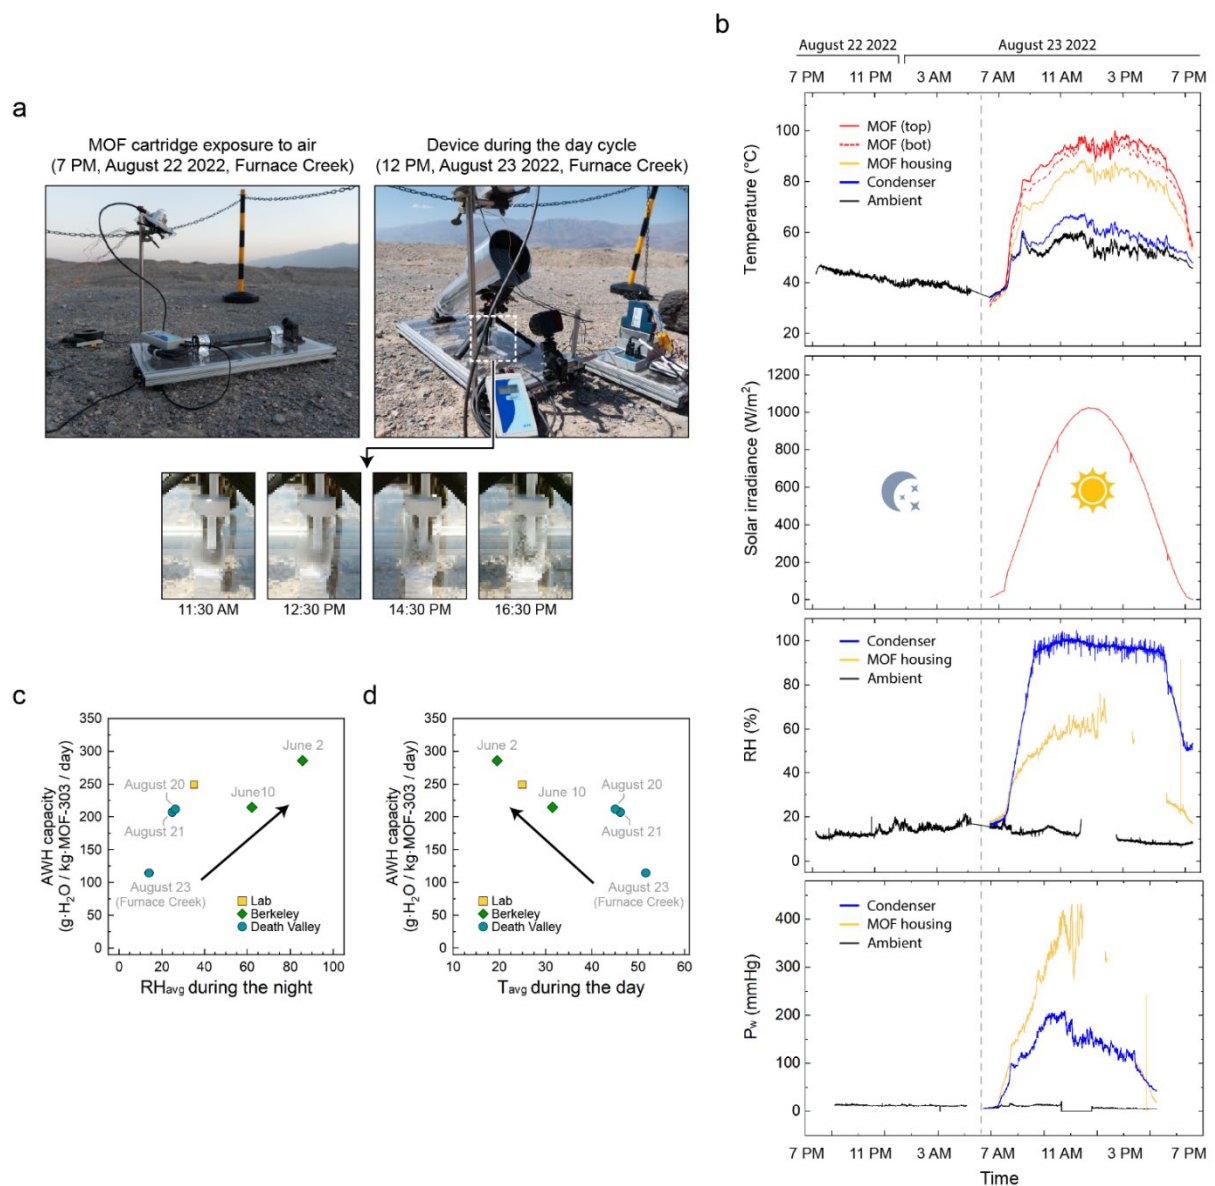 a
MOF cartridge exposure to air
(7 PM, August 22 2022, Furnace Creek)
Device during the day cycle
(12 PM, August 23 2022, Furnace Creek)
11:30 AM
12:30 PM
14:30 PM
16:30 PM
b
August 22 2022
August 23 2022
7 PM 11 PM 3 AM 7 AM 11 AM 3 PM 7 PM
Temperature (°C)
100
80
60
40
20
MOF (top)
MOF (bot)
MOF housing
Condenser
Ambient
Solar irradiance (W/m²)
1200
1000
800
600
400
200
0
RH (%)
100
80
60
40
20
0
Condenser
MOF housing
Ambient
Pw (mmHg)
400
300
200
100
0
Condenser
MOF housing
Ambient
7 PM 11 PM 3 AM 7 AM 11 AM 3 PM 7 PM
Time
c
AWH capacity
(g·H₂O / kg·MOF-303 / day)
350
300
250
200
150
100
50
0
June 2
August 20
June10
August 21
August 23
(Furnace Creek)
Lab
Berkeley
Death Valley
0 20 40 60 80 100
RHavg during the night
d
AWH capacity
(g·H₂O / kg·MOF-303 / day)
350
300
250
200
150
100
50
0
June 2
August 20
June 10
August 21
August 23
(Furnace Creek)
Lab
Berkeley
Death Valley
10 20 30 40 50 60
Tavg during the day